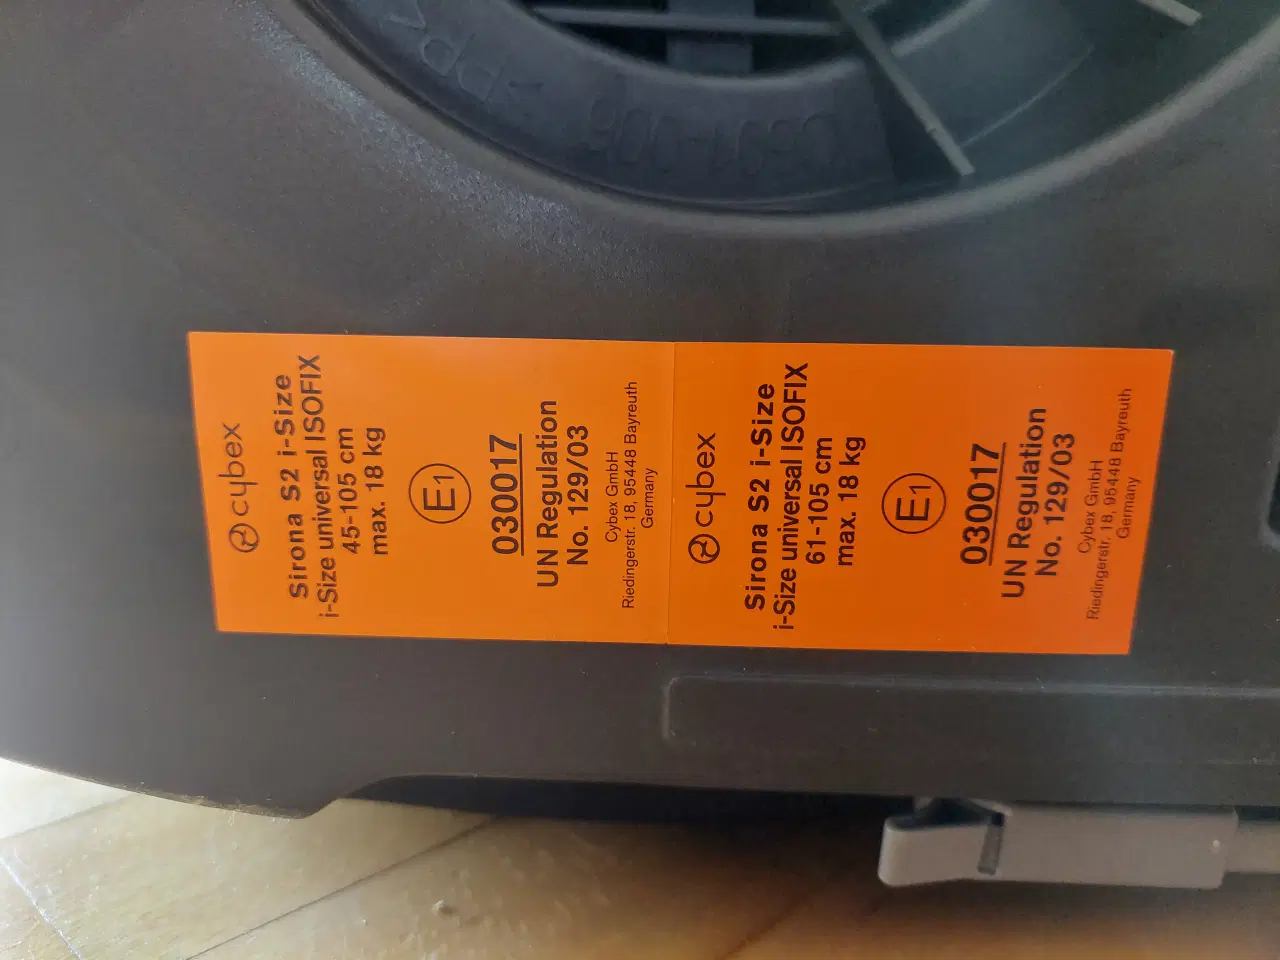 cybex
Sirona S2 i-Size
i-Size universal ISOFIX
45-105 cm
max. 18 kg
E1
030017
UN Regulation
No. 129/03
Cybex GmbH
Riedingerstr. 18, 95448 Bayreuth
Germany
cybex
Sirona S2 i-Size
i-Size universal ISOFIX
61-105 cm
max. 18 kg
E1
030017
UN Regulation
No. 129/03
Cybex GmbH
Riedingerstr. 18, 95448 Bayreuth
Germany
>PP<